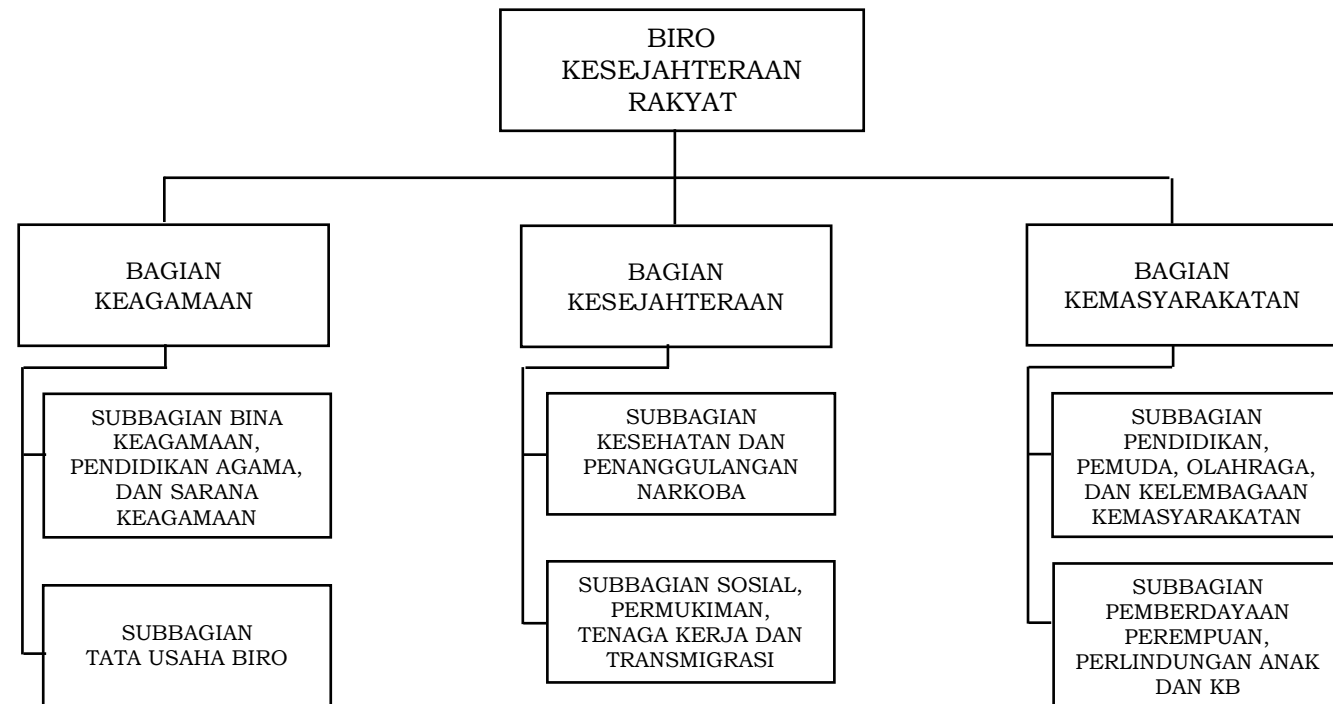 BIRO
KESEJAHTERAAN
RAKYAT
BAGIAN
KEAGAMAAN
BAGIAN
KESEJAHTERAAN
BAGIAN
KEMASYARAKATAN
SUBBAGIAN BINA
KEAGAMAAN,
PENDIDIKAN AGAMA,
DAN SARANA
KEAGAMAAN
SUBBAGIAN
KESEHATAN DAN
PENANGGULANGAN
NARKOBA
SUBBAGIAN
PENDIDIKAN,
PEMUDA, OLAHRAGA,
DAN KELEMBAGAAN
KEMASYARAKATAN
SUBBAGIAN
TATA USAHA BIRO
SUBBAGIAN SOSIAL,
PERMUKIMAN,
TENAGA KERJA DAN
TRANSMIGRASI
SUBBAGIAN
PEMBERDAYAAN
PEREMPUAN,
PERLINDUNGAN ANAK
DAN KB